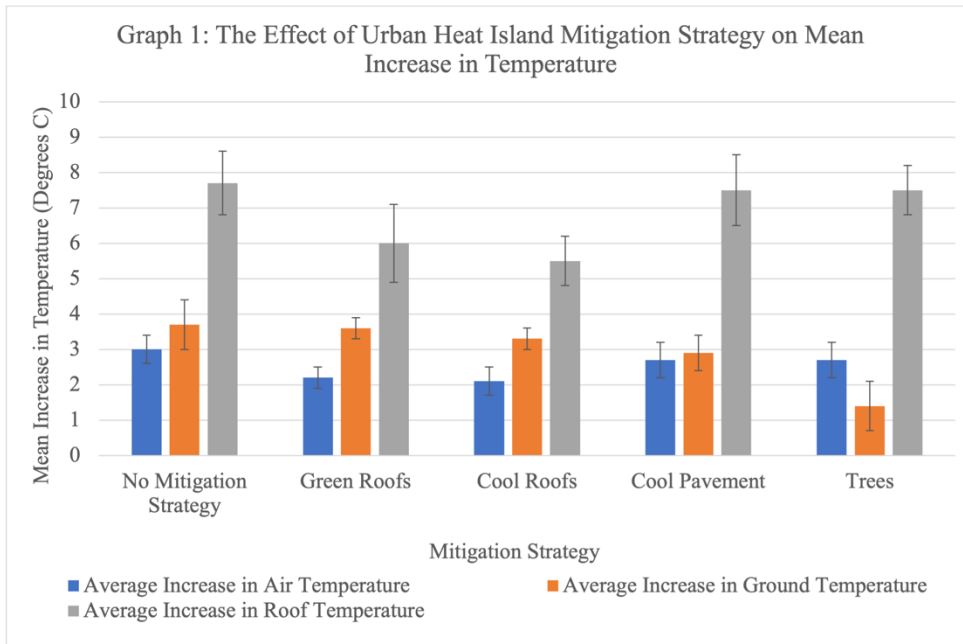 Graph 1: The Effect of Urban Heat Island Mitigation Strategy on Mean
Increase in Temperature
Mean Increase in Temperature (Degrees C)
10
9
8
7
6
5
4
3
2
1
0
No Mitigation
Strategy
Green Roofs
Cool Roofs
Cool Pavement
Trees
Mitigation Strategy
Average Increase in Air Temperature
Average Increase in Ground Temperature
Average Increase in Roof Temperature